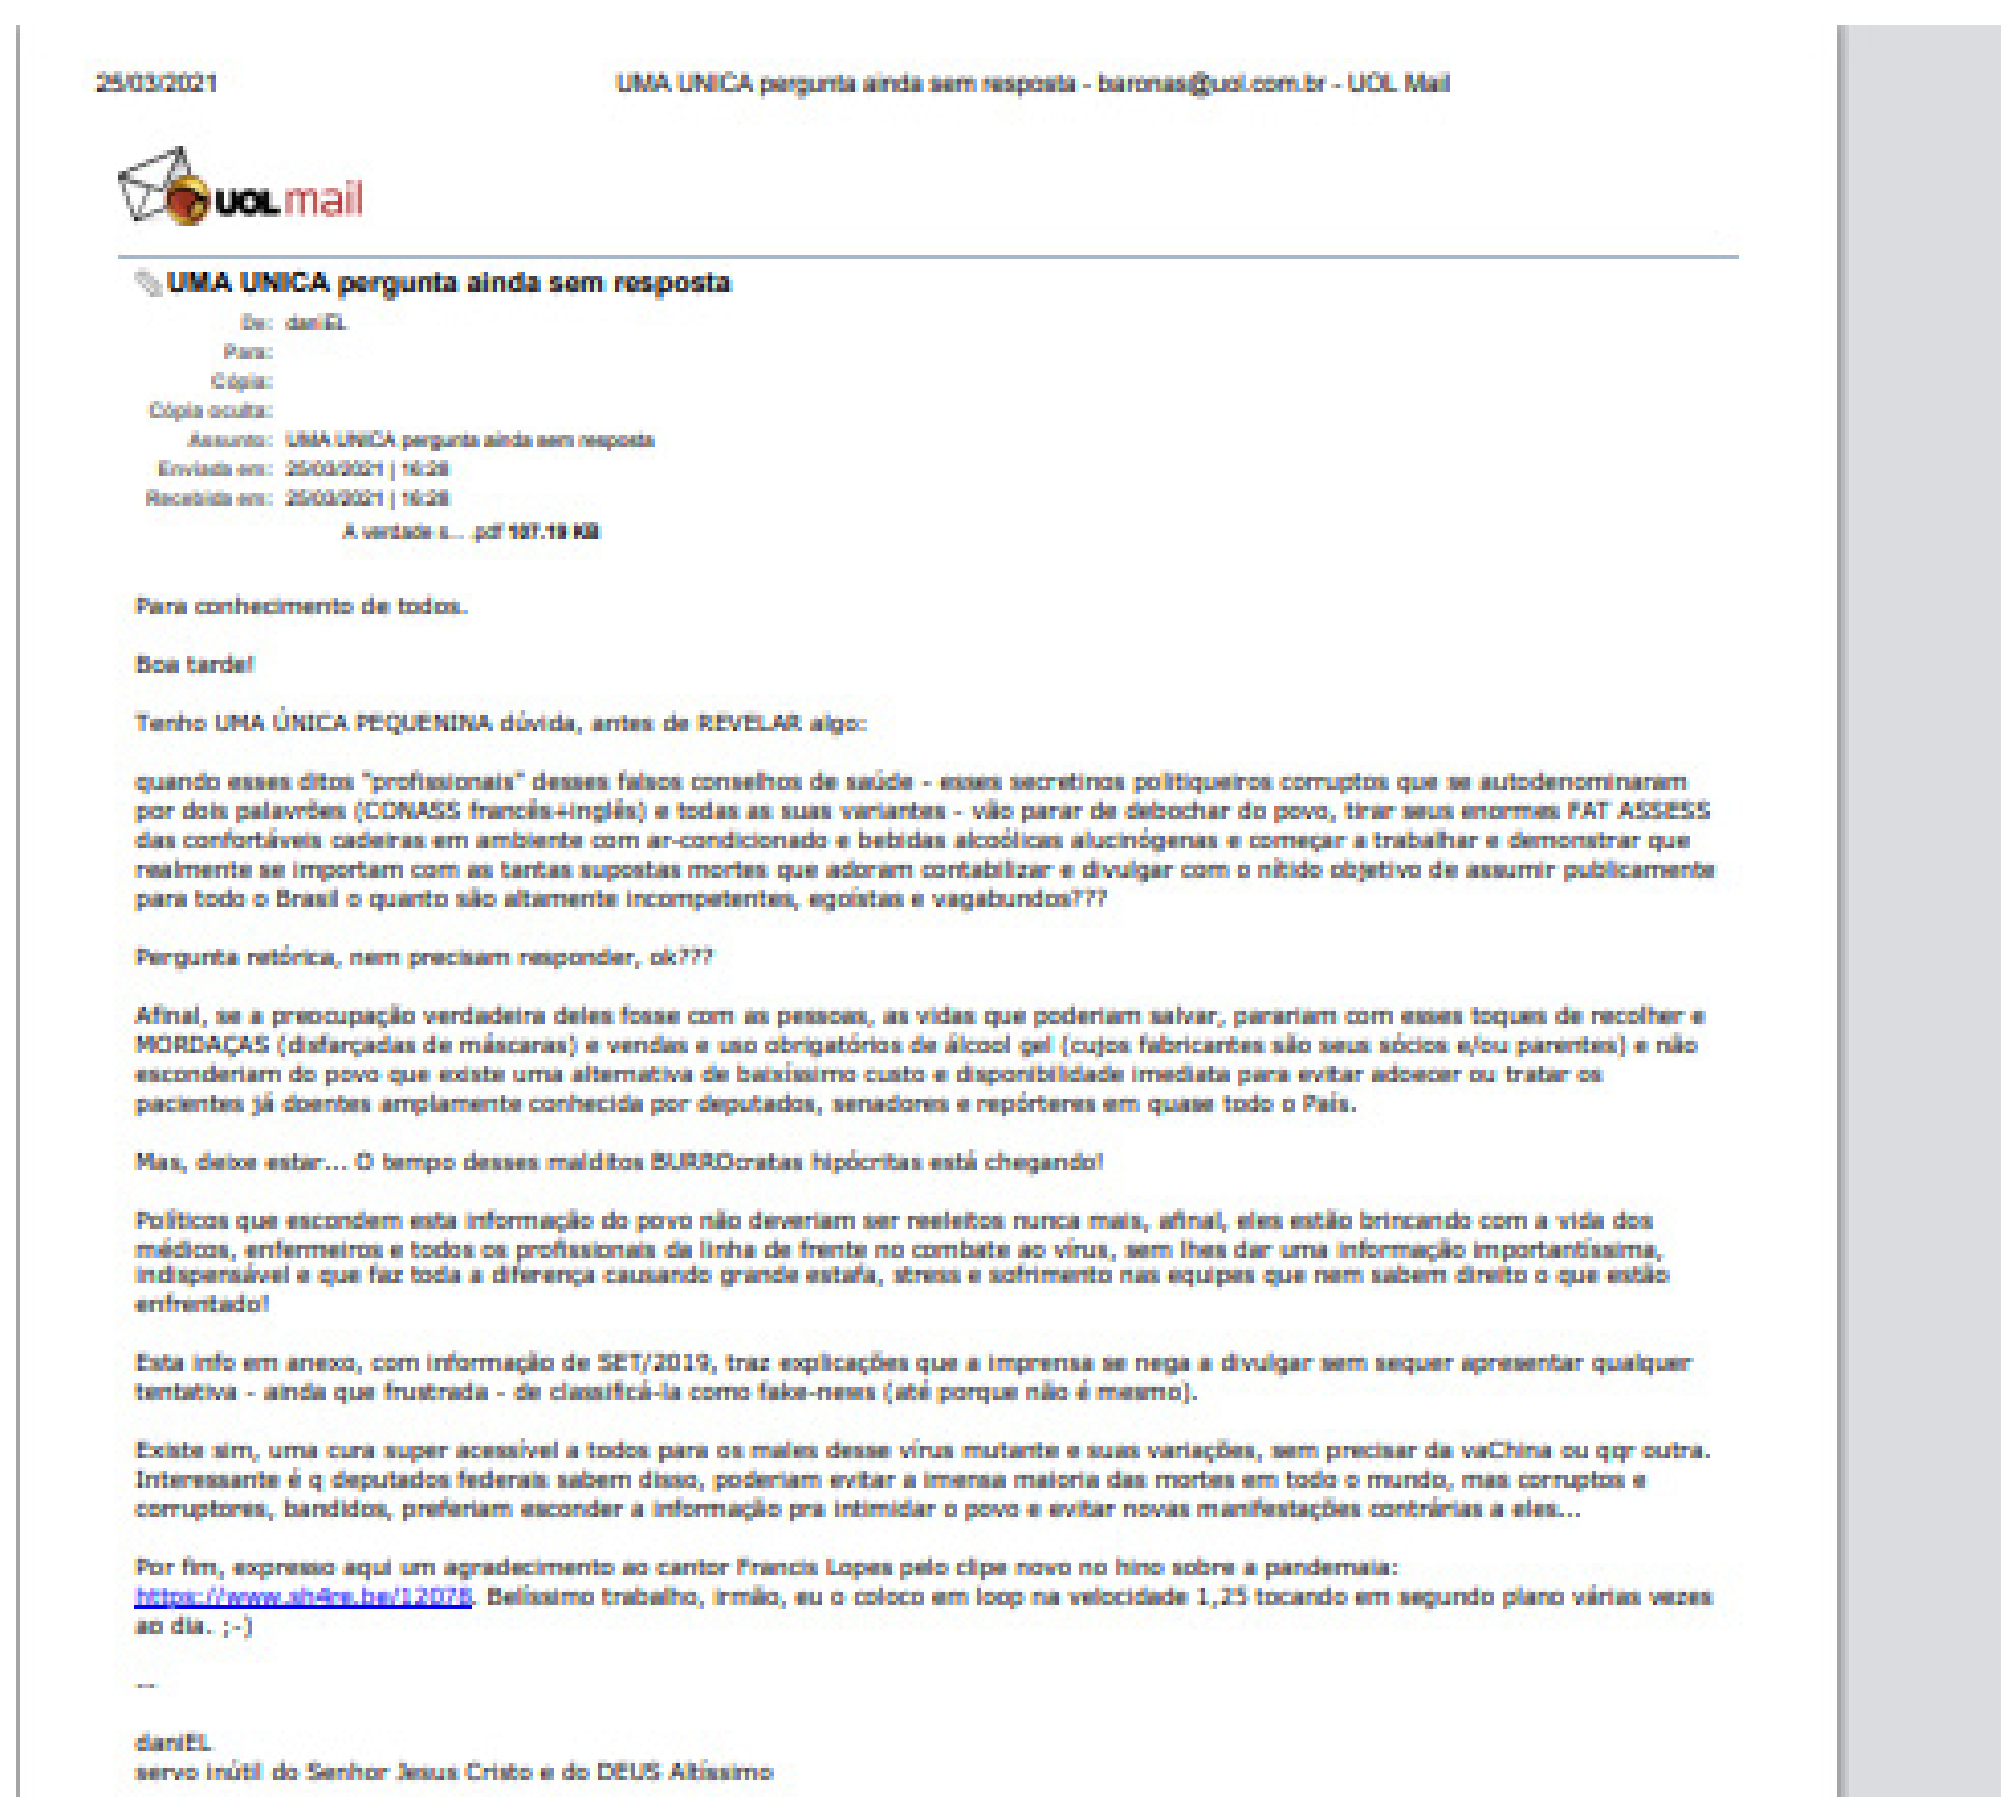 25/03/2021 UMA UNICA pergunta ainda sem resposta - baronas@uol.com.br - UOL Mail
UOL mail
UMA UNICA pergunta ainda sem resposta
De: daniEL
Para:
Cópia:
Cópia oculta:
Assunto: UMA UNICA pergunta ainda sem resposta
Enviada em: 25/03/2021 | 16:28
Recebida em: 25/03/2021 | 16:28
A verdade s... .pdf 107.19 KB
Para conhecimento de todos.
Boa tarde!
Tenho UMA ÚNICA PEQUENINA dúvida, antes de REVELAR algo:
quando esses ditos "profissionais" desses falsos conselhos de saúde - esses secretinos politiqueiros corruptos que se autodenominaram
por dois palavrões (CONASS francês+inglês) e todas as suas variantes - vão parar de debochar do povo, tirar seus enormes FAT ASSESS
das confortáveis cadeiras em ambiente com ar-condicionado e bebidas alcoólicas alucinógenas e começar a trabalhar e demonstrar que
realmente se importam com as tantas supostas mortes que adoram contabilizar e divulgar com o nítido objetivo de assumir publicamente
para todo o Brasil o quanto são altamente incompetentes, egoístas e vagabundos???
Pergunta retórica, nem precisam responder, ok???
Afinal, se a preocupação verdadeira deles fosse com as pessoas, as vidas que poderiam salvar, parariam com esses toques de recolher e
MORDAÇAS (disfarçadas de máscaras) e vendas e uso obrigatórios de álcool gel (cujos fabricantes são seus sócios e/ou parentes) e não
esconderiam do povo que existe uma alternativa de baixíssimo custo e disponibilidade imediata para evitar adoecer ou tratar os
pacientes já doentes amplamente conhecida por deputados, senadores e repórteres em quase todo o País.
Mas, deixe estar... O tempo desses malditos BURROcratas hipócritas está chegando!
Políticos que escondem esta informação do povo não deveriam ser reeleitos nunca mais, afinal, eles estão brincando com a vida dos
médicos, enfermeiros e todos os profissionais da linha de frente no combate ao vírus, sem lhes dar uma informação importantíssima,
indispensável e que faz toda a diferença causando grande estafa, stress e sofrimento nas equipes que nem sabem direito o que estão
enfrentado!
Esta info em anexo, com informação de SET/2019, traz explicações que a imprensa se nega a divulgar sem sequer apresentar qualquer
tentativa - ainda que frustrada - de classificá-la como fake-news (até porque não é mesmo).
Existe sim, uma cura super acessível a todos para os males desse vírus mutante e suas variações, sem precisar da vaChina ou qqr outra.
Interessante é q deputados federais sabem disso, poderiam evitar a imensa maioria das mortes em todo o mundo, mas corruptos e
corruptores, bandidos, preferiam esconder a informação pra intimidar o povo e evitar novas manifestações contrárias a eles...
Por fim, expresso aqui um agradecimento ao cantor Francis Lopes pelo clipe novo no hino sobre a pandemaia:
https://www.sh4re.be/12078. Belíssimo trabalho, irmão, eu o coloco em loop na velocidade 1,25 tocando em segundo plano várias vezes
ao dia. ;-)
--
daniEL
servo inútil do Senhor Jesus Cristo e do DEUS Altíssimo